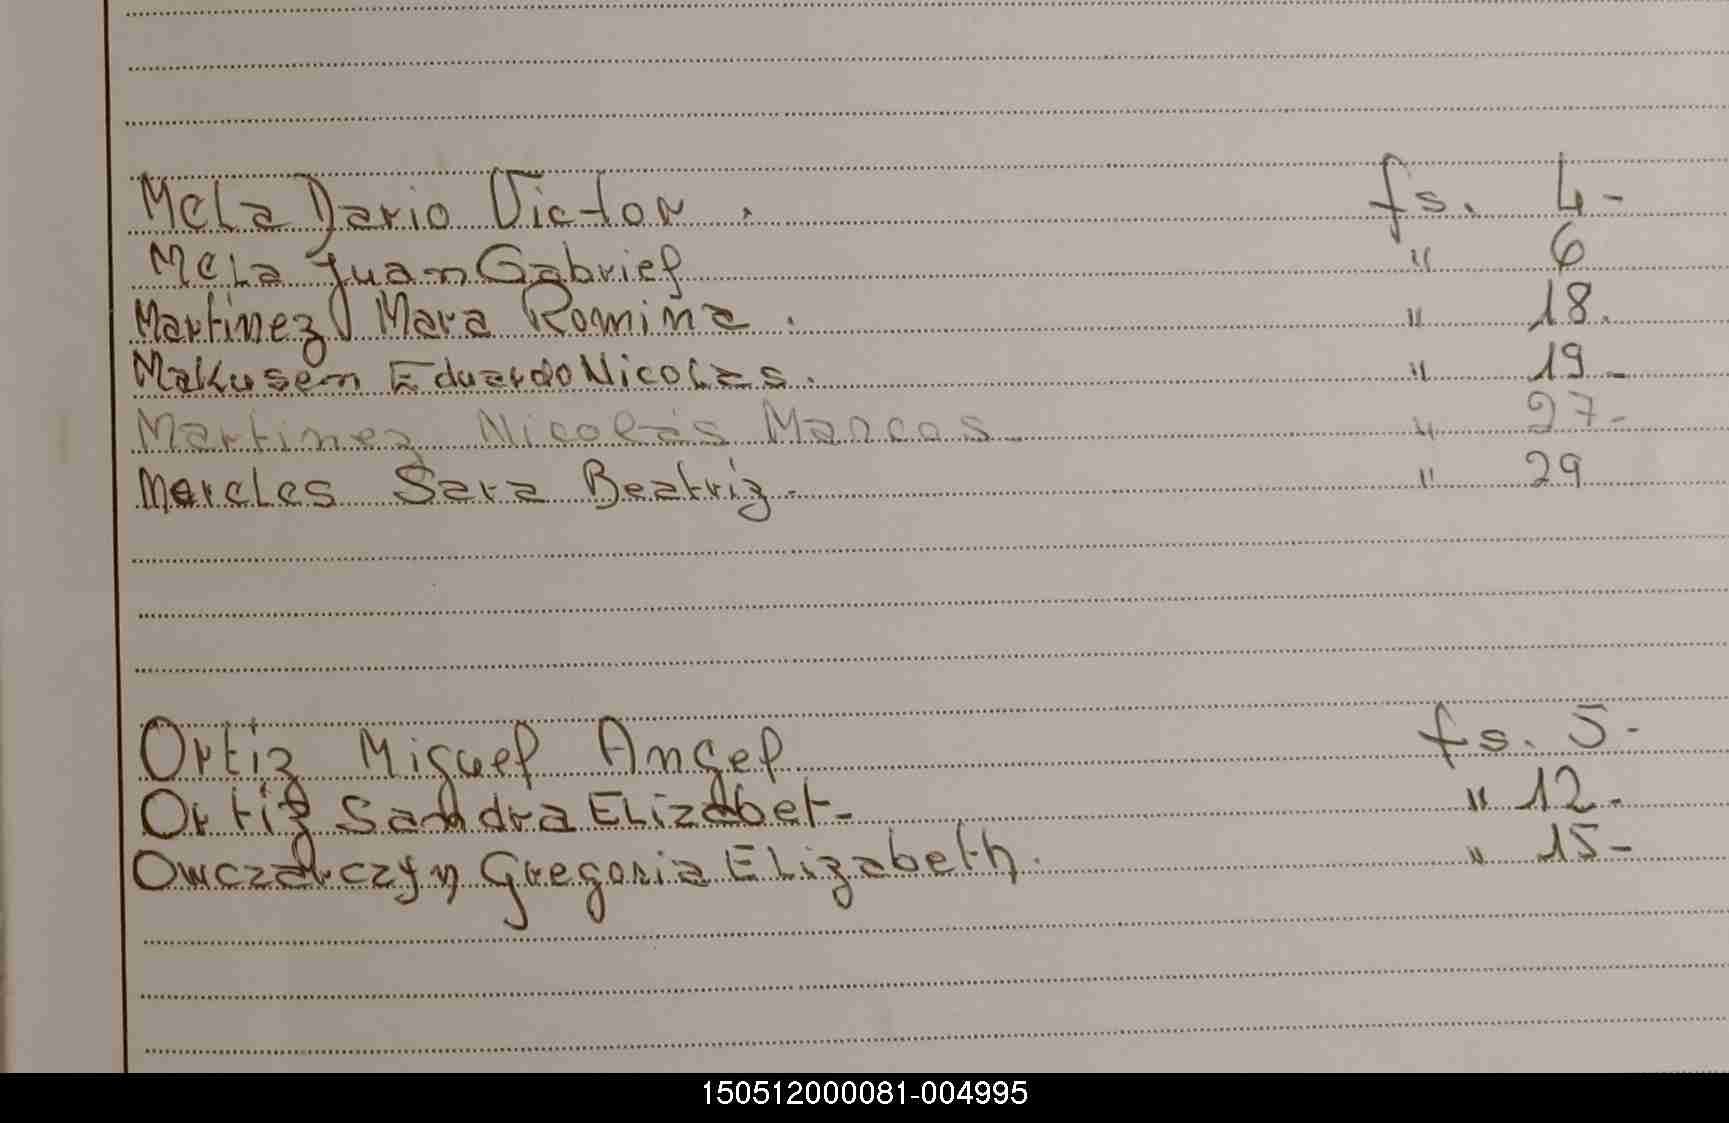 Mela Dario Victor. fs. 4-
Mela Juan Gabriel " 6
Martinez Mara Romina. " 18.
Malkusem Eduardo Nicolas. " 19-
Martinez Nicolás Marcos " 27-
Mereles Sara Beatriz- " 29
Ortiz Miguel Angel fs. 5-
Ortiz Sandra Elizabet- " 12-
Owczarczyn Gregoria Elizabeth. " 15-
150512000081-004995